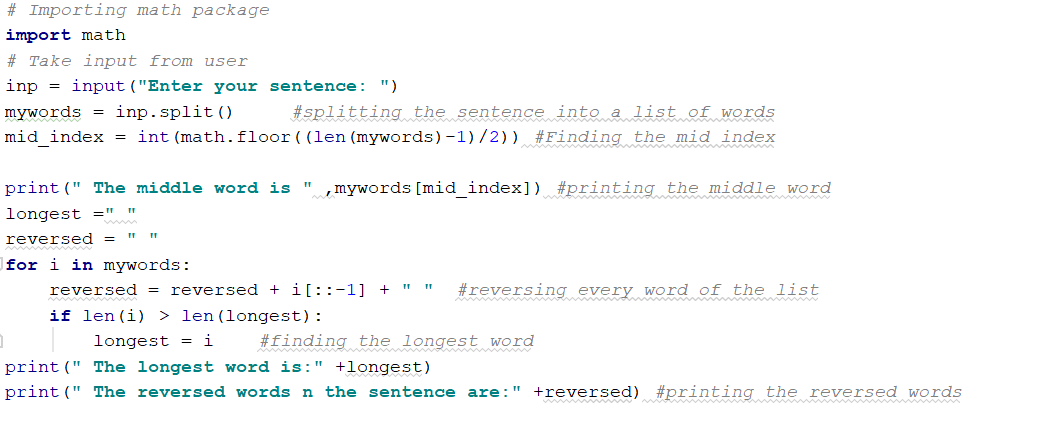 # Importing math package
import math
# Take input from user
inp = input("Enter your sentence: ")
mywords = inp.split()      #splitting the sentence into a list of words
mid_index = int(math.floor((len(mywords)-1)/2)) #Finding the mid index

print(" The middle word is " ,mywords[mid_index]) #printing the middle word
longest =" "
reversed = " "
for i in mywords:
    reversed = reversed + i[::-1] + " "  #reversing every word of the list
    if len(i) > len(longest):
        longest = i    #finding the longest word
print(" The longest word is:" +longest)
print(" The reversed words n the sentence are:" +reversed) #printing the reversed words